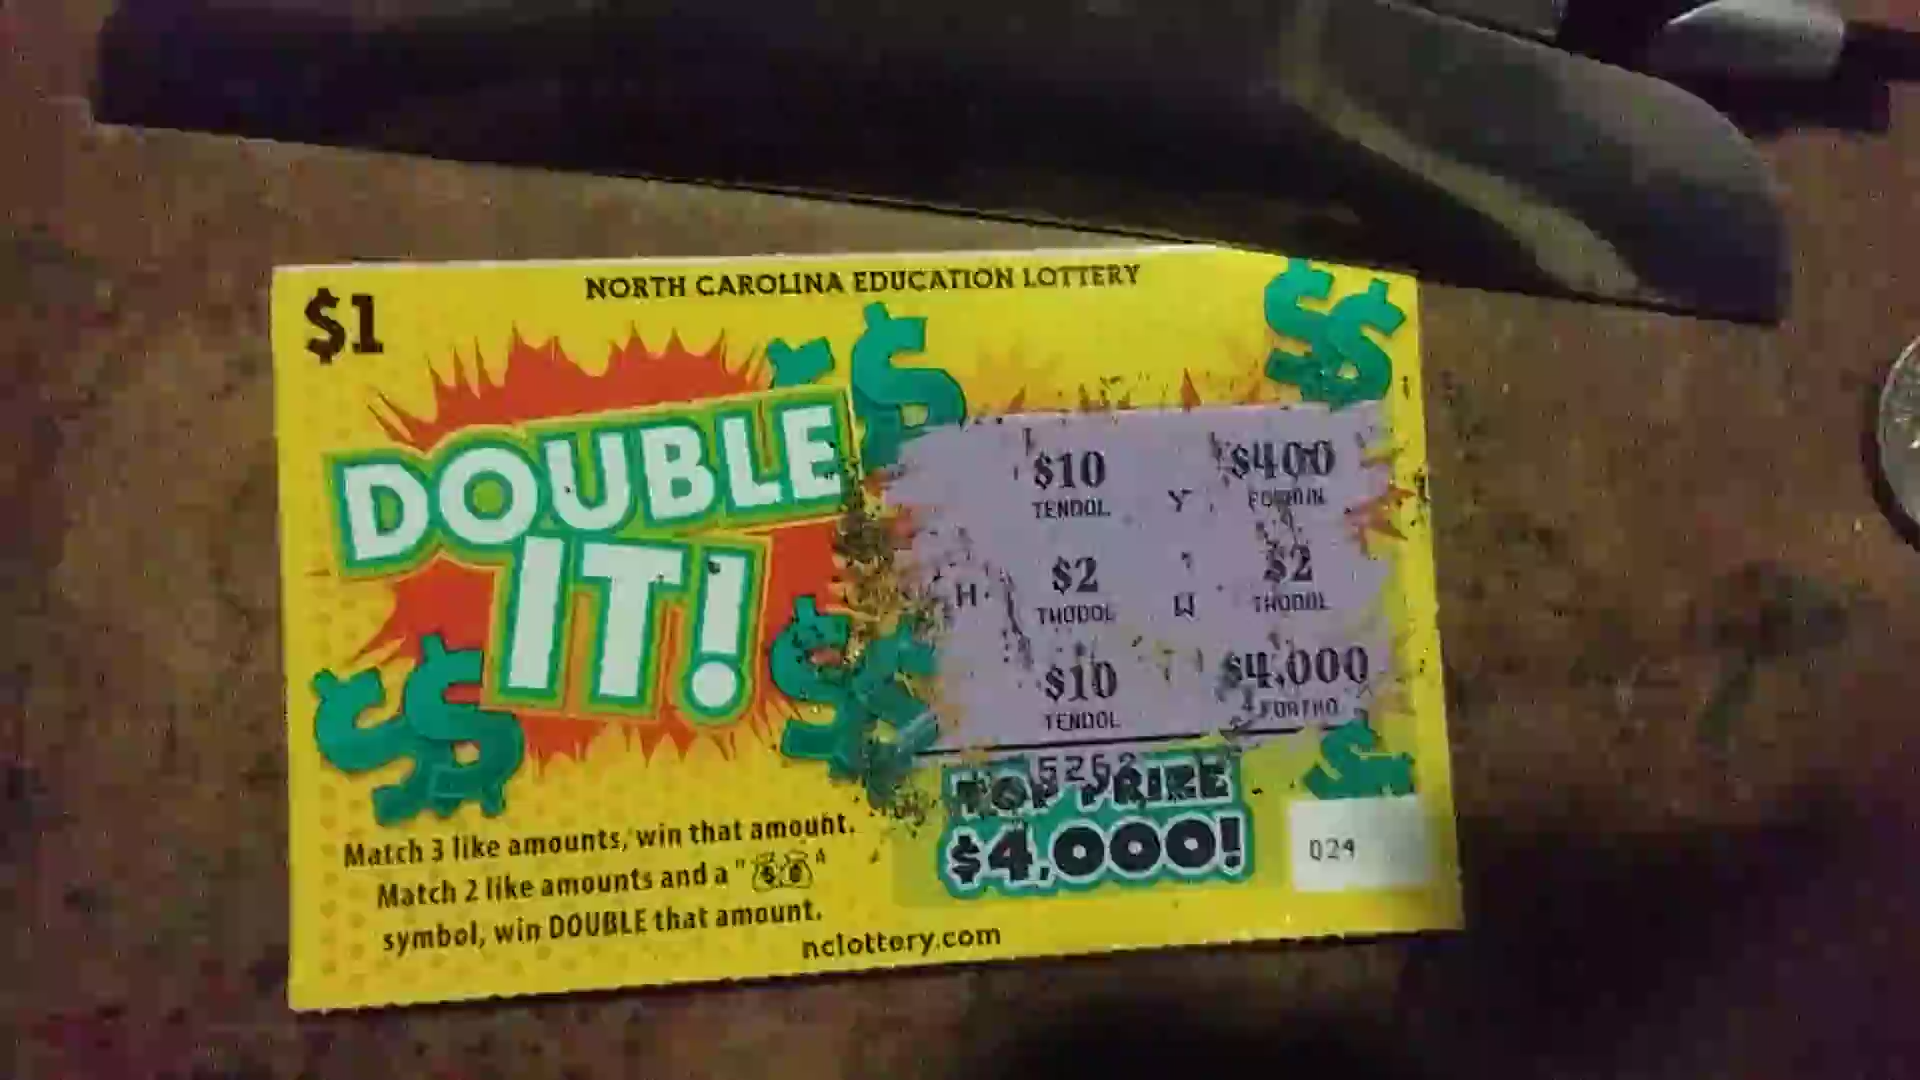 NORTH CAROLINA EDUCATION LOTTERY
$1
DOUBLE
IT!
$10 $400
TENDOL Y
$2 $2
H THODOL W THODOL
$10 $4,000
TENDOL FORTHO
TOP PRIZE
$4,000!
024
Match 3 like amounts, win that amount.
Match 2 like amounts and a "
symbol, win DOUBLE that amount.
nclottery.com